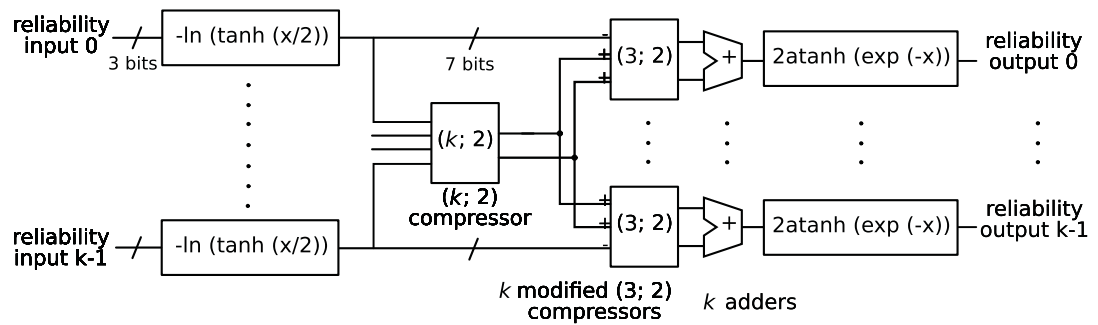 reliability
input 0
3 bits
-ln (tanh (x/2))
7 bits
-
+
+
(3; 2)
+
2atanh (exp (-x))
reliability
output 0
(k; 2)
(k; 2)
compressor
reliability
input k-1
-ln (tanh (x/2))
+
+
-
(3; 2)
+
2atanh (exp (-x))
reliability
output k-1
k modified (3; 2)
compressors
k adders